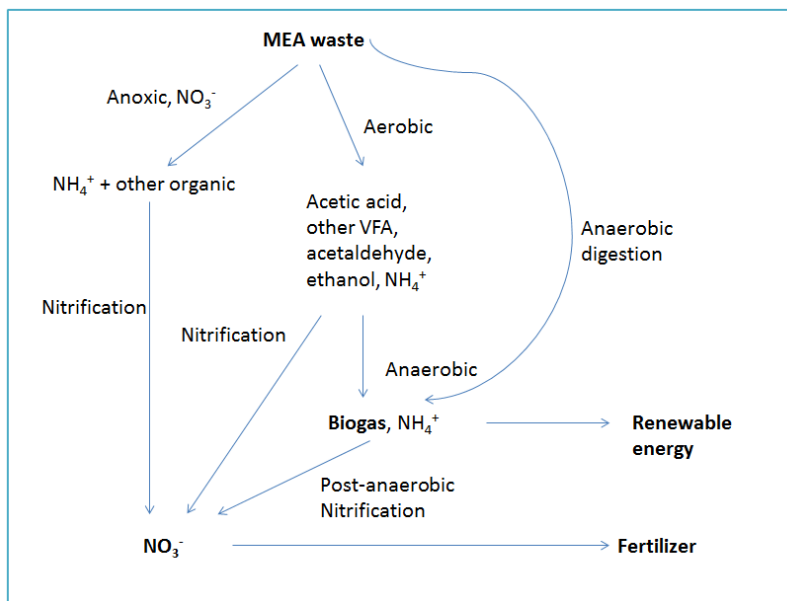 MEA waste
Anoxic, NO₃⁻
Aerobic
NH₄⁺ + other organic
Acetic acid,
other VFA,
acetaldehyde,
ethanol, NH₄⁺
Anaerobic
digestion
Nitrification
Nitrification
Anaerobic
Biogas, NH₄⁺
Renewable
energy
Post-anaerobic
Nitrification
NO₃⁻
Fertilizer